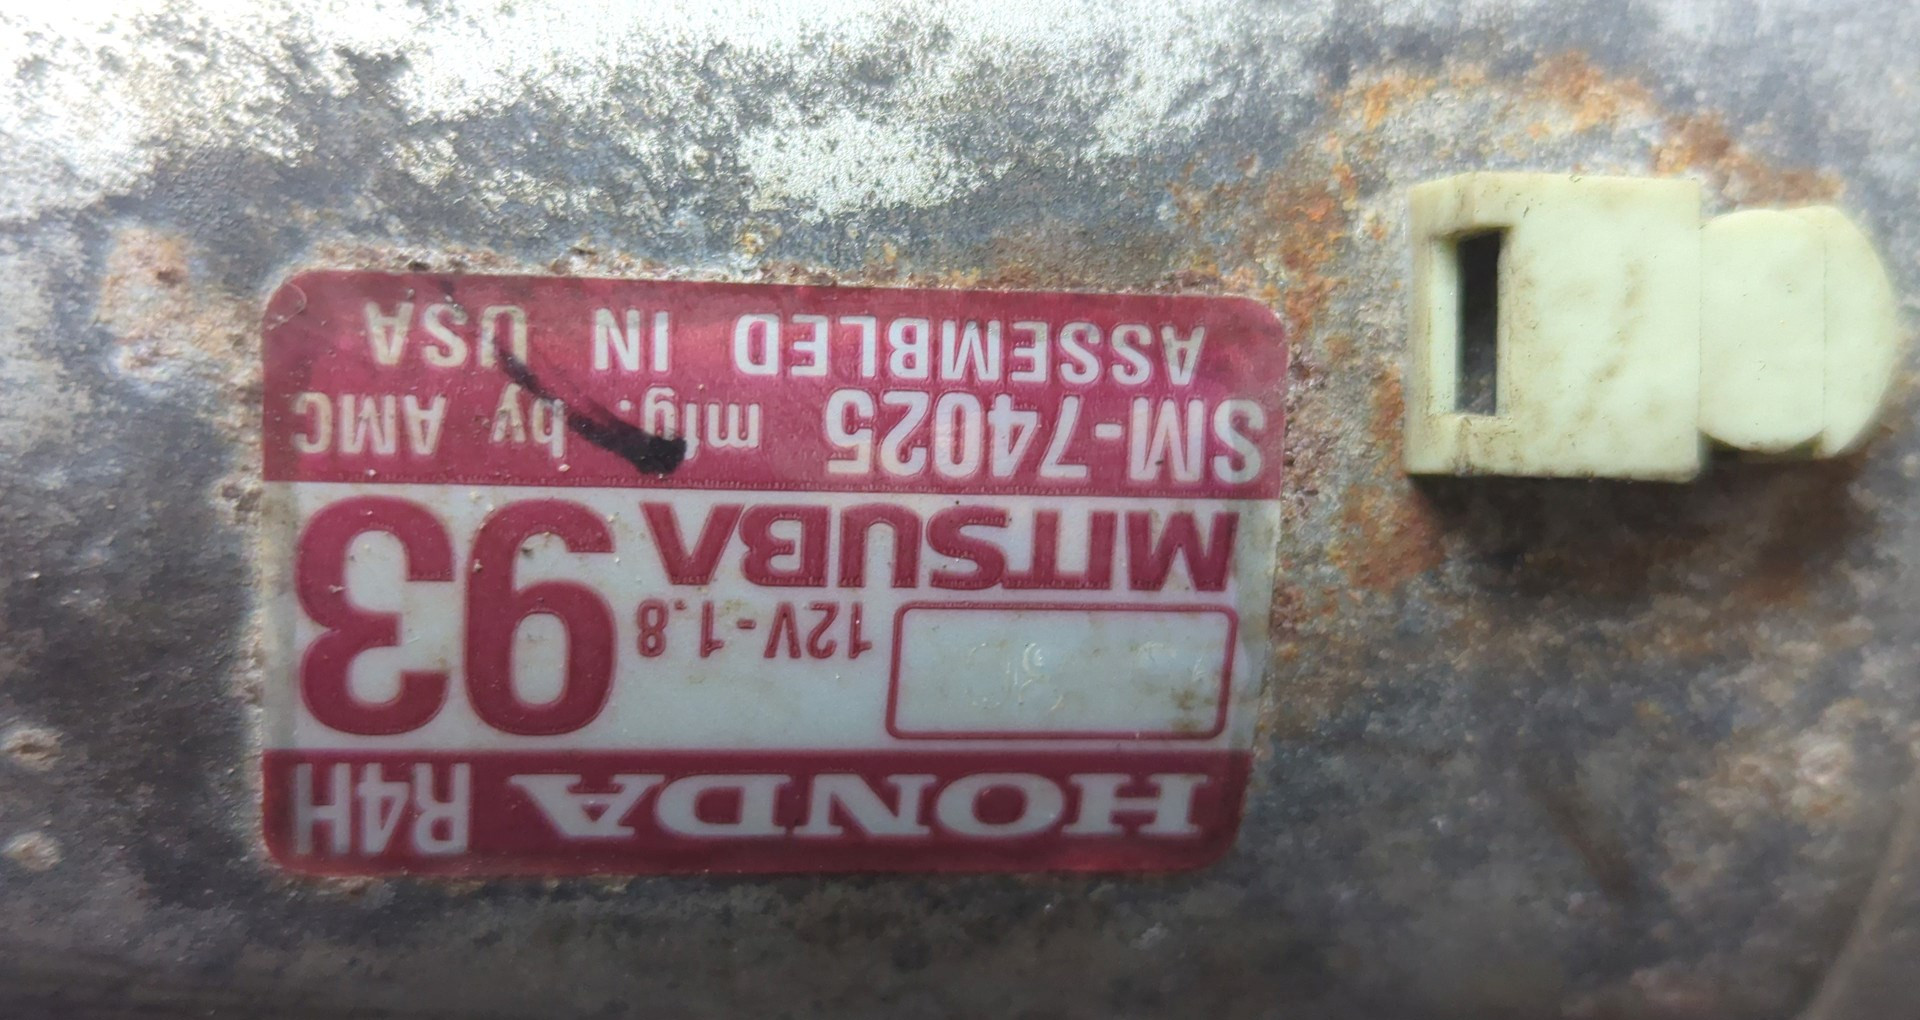 HONDA R4H
12V-1.8
MITSUBA 93
SM-74025 mfg. by AMC
ASSEMBLED IN USA